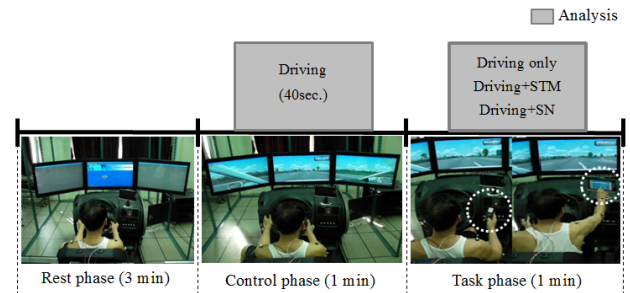 Analysis
Driving
(40sec.)
Driving only
Driving+STM
Driving+SN
Rest phase (3 min)
Control phase (1 min)
Task phase (1 min)